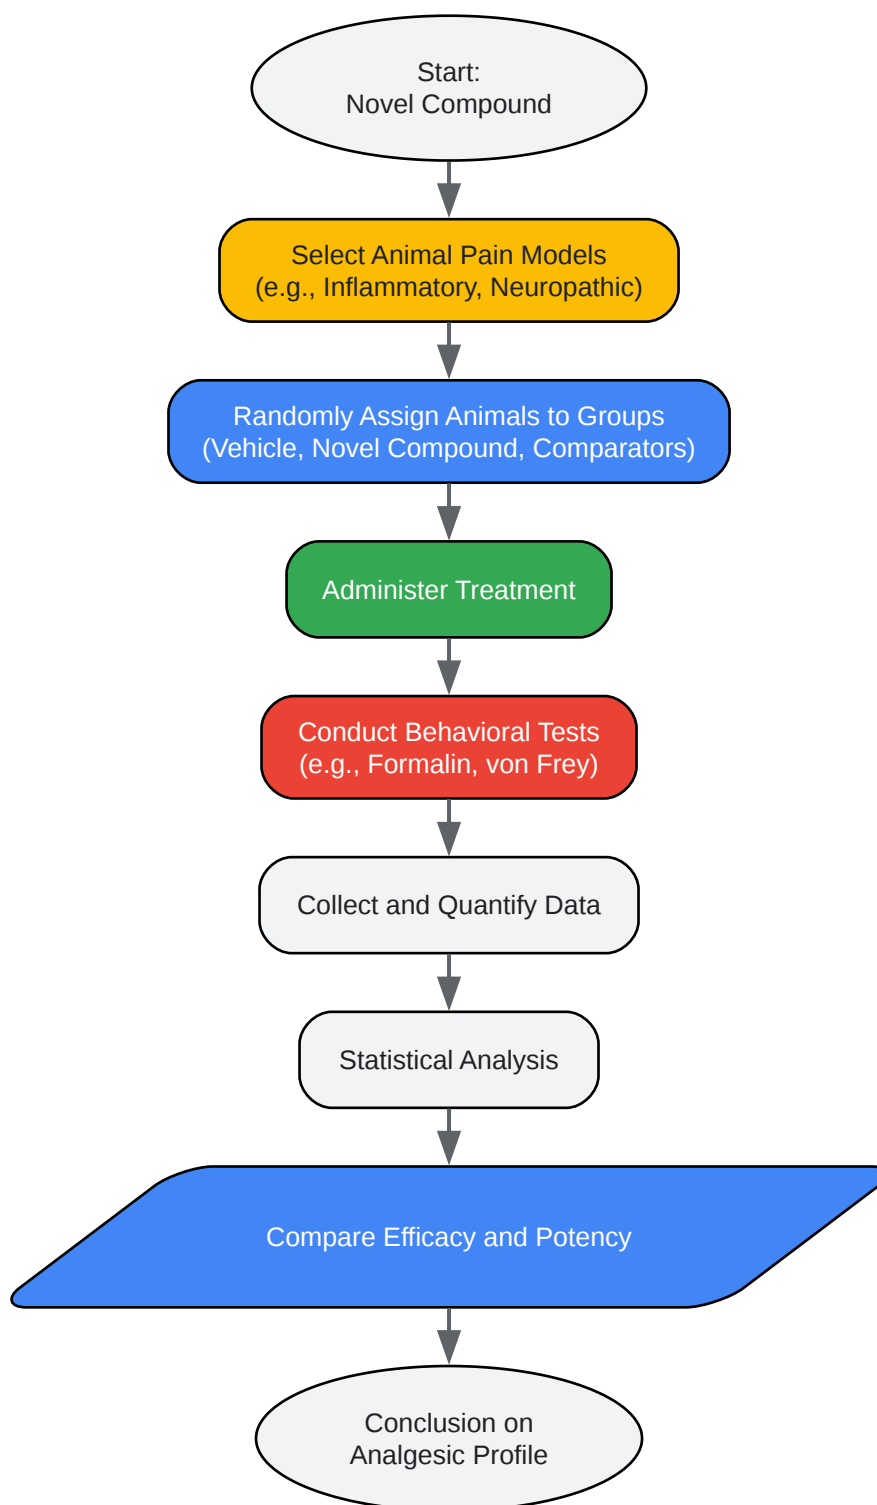 Start:
Novel Compound
Select Animal Pain Models
(e.g., Inflammatory, Neuropathic)
Randomly Assign Animals to Groups
(Vehicle, Novel Compound, Comparators)
Administer Treatment
Conduct Behavioral Tests
(e.g., Formalin, von Frey)
Collect and Quantify Data
Statistical Analysis
Compare Efficacy and Potency
Conclusion on
Analgesic Profile